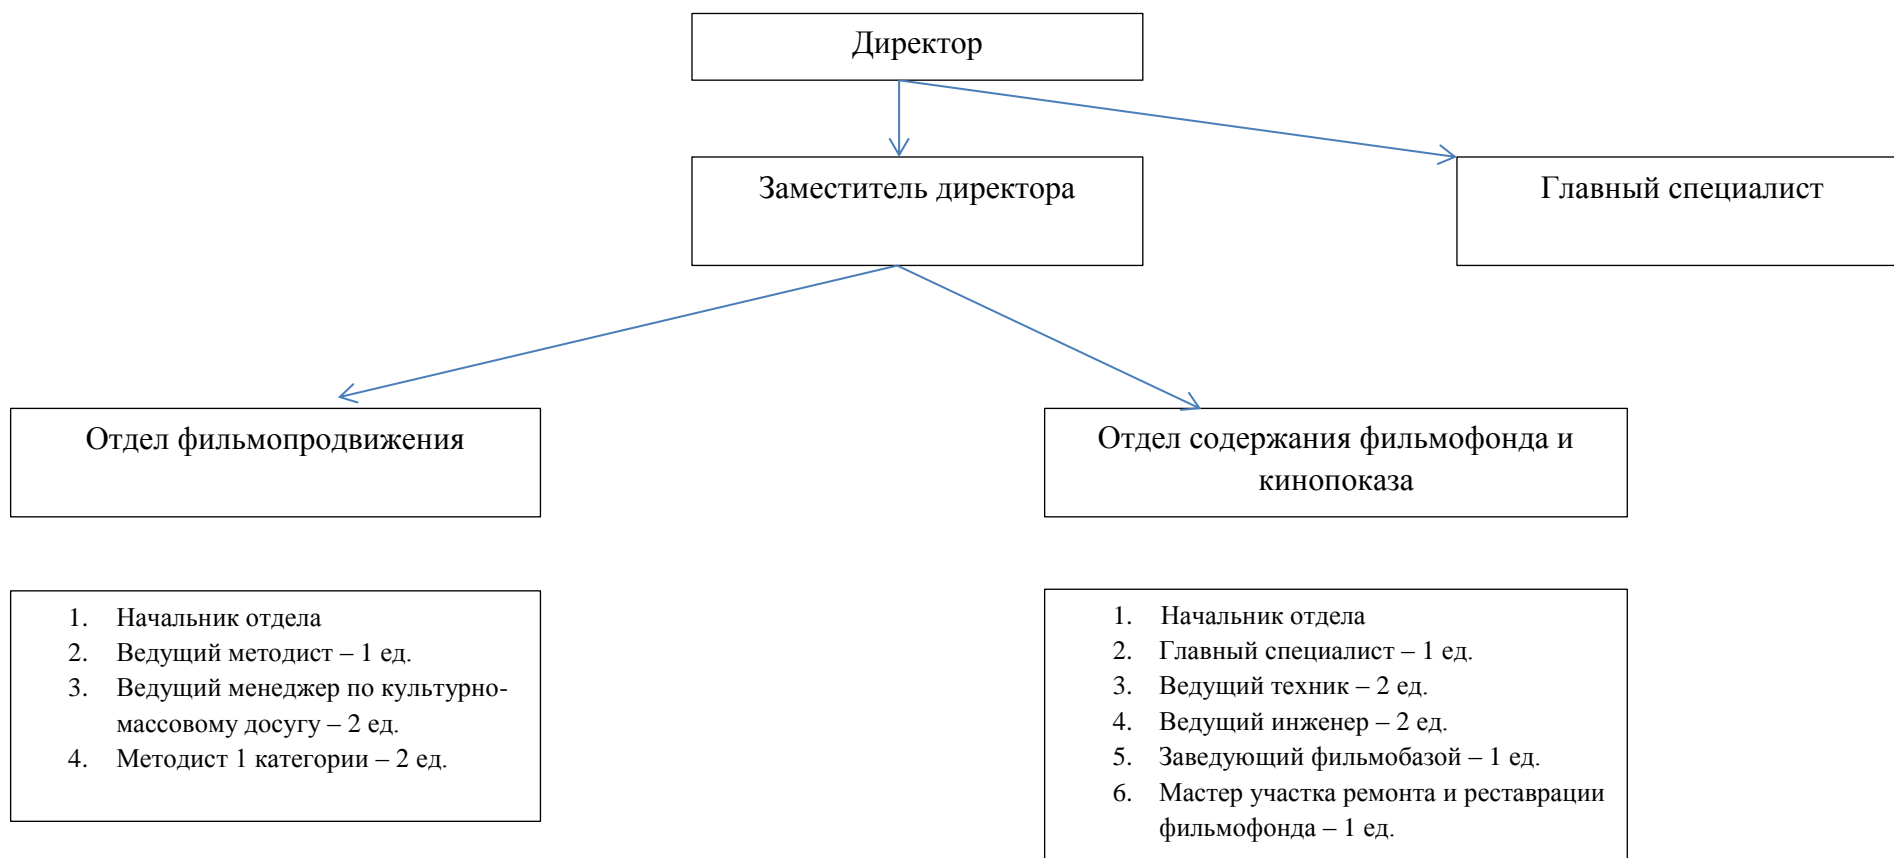 Директор
Заместитель директора
Главный специалист
Отдел фильмопродвижения
Отдел содержания фильмофонда и
кинопоказа
1. Начальник отдела
2. Ведущий методист – 1 ед.
3. Ведущий менеджер по культурно-
массовому досугу – 2 ед.
4. Методист 1 категории – 2 ед.
1. Начальник отдела
2. Главный специалист – 1 ед.
3. Ведущий техник – 2 ед.
4. Ведущий инженер – 2 ед.
5. Заведующий фильмобазой – 1 ед.
6. Мастер участка ремонта и реставрации
фильмофонда – 1 ед.